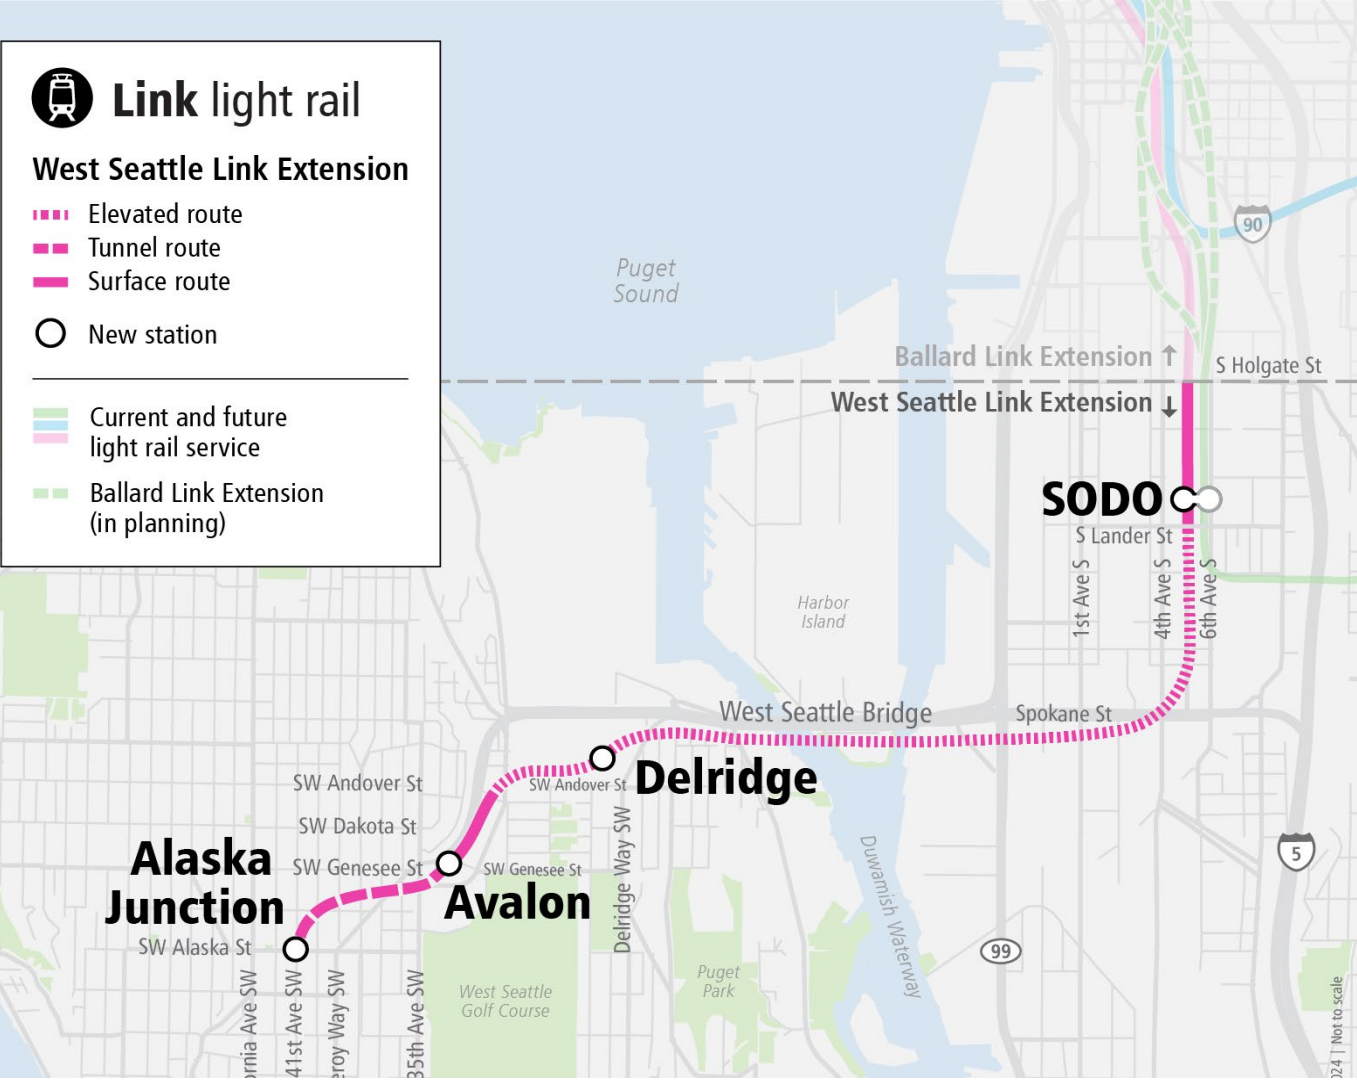 Link light rail
West Seattle Link Extension
Elevated route
Tunnel route
Surface route
New station
Current and future
light rail service
Ballard Link Extension
(in planning)
Puget
Sound
90
Ballard Link Extension ↑
S Holgate St
West Seattle Link Extension ↓
SODO
S Lander St
1st Ave S
4th Ave S
6th Ave S
Harbor
Island
West Seattle Bridge
Spokane St
SW Andover St
SW Andover St
Delridge
SW Dakota St
Alaska
Junction
SW Genesee St
SW Genesee St
Avalon
Delridge Way SW
Duwamish Waterway
5
SW Alaska St
99
Ave SW
41st Ave SW
Way SW
35th Ave SW
West Seattle
Golf Course
Puget
Park
| Not to scale